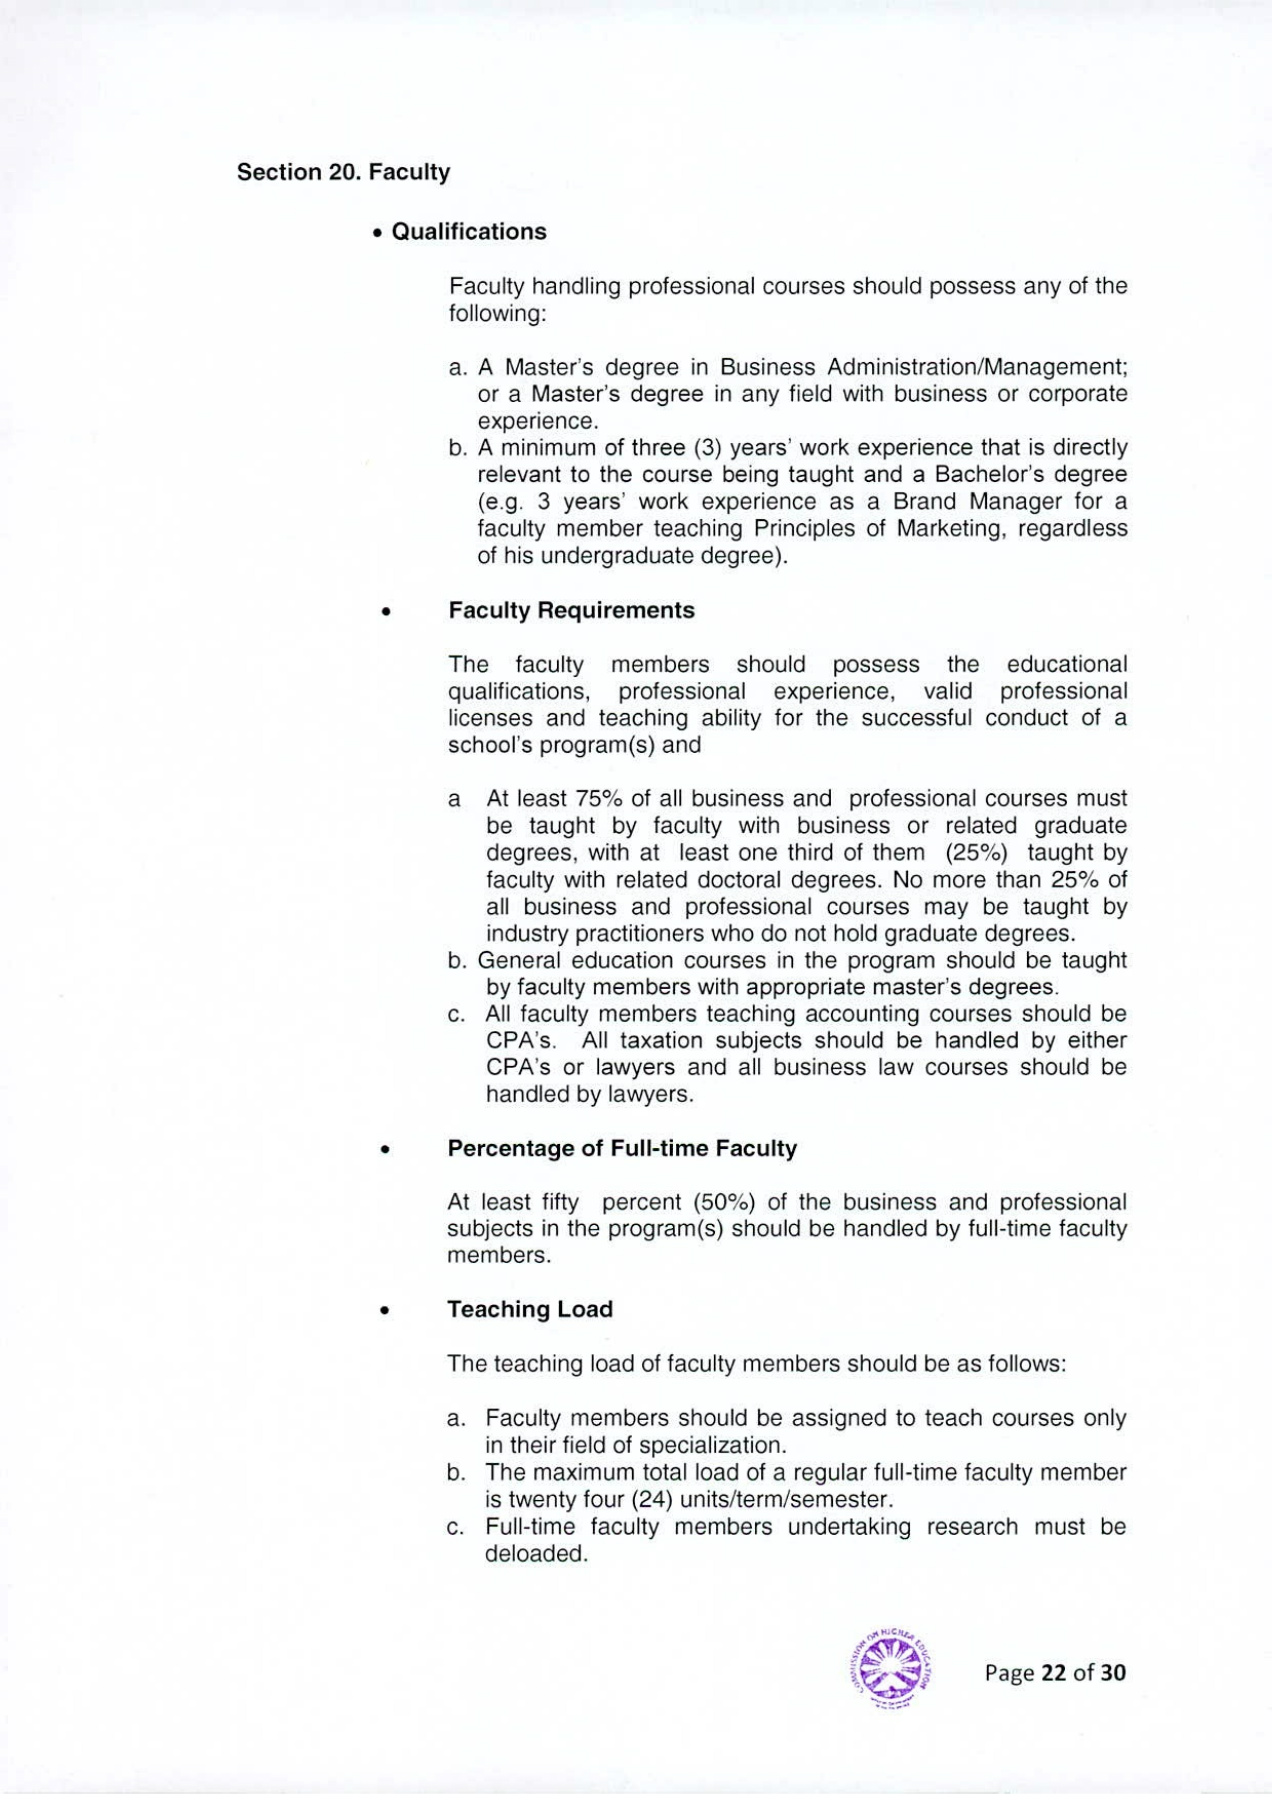 Section 20. Faculty
• Qualifications
Faculty handling professional courses should possess any of the
following:
a. A Master's degree in Business Administration/Management;
or a Master's degree in any field with business or corporate
experience.
b. A minimum of three (3) years' work experience that is directly
relevant to the course being taught and a Bachelor's degree
(e.g. 3 years' work experience as a Brand Manager for a
faculty member teaching Principles of Marketing, regardless
of his undergraduate degree).
• Faculty Requirements
The faculty members should possess the educational
qualifications, professional experience, valid professional
licenses and teaching ability for the successful conduct of a
school's program(s) and
a At least 75% of all business and professional courses must
be taught by faculty with business or related graduate
degrees, with at least one third of them (25%) taught by
faculty with related doctoral degrees. No more than 25% of
all business and professional courses may be taught by
industry practitioners who do not hold graduate degrees.
b. General education courses in the program should be taught
by faculty members with appropriate master's degrees.
c. All faculty members teaching accounting courses should be
CPA's. All taxation subjects should be handled by either
CPA's or lawyers and all business law courses should be
handled by lawyers.
• Percentage of Full-time Faculty
At least fifty percent (50%) of the business and professional
subjects in the program(s) should be handled by full-time faculty
members.
• Teaching Load
The teaching load of faculty members should be as follows:
a. Faculty members should be assigned to teach courses only
in their field of specialization.
b. The maximum total load of a regular full-time faculty member
is twenty four (24) units/term/semester.
c. Full-time faculty members undertaking research must be
deloaded.
COMMISSION ON HIGHER EDUCATION
Page 22 of 30